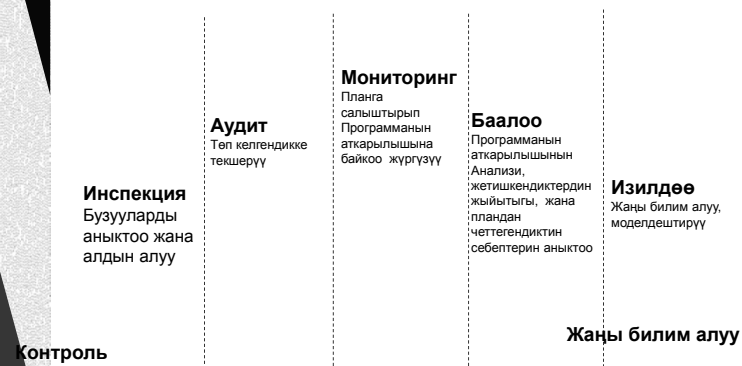 Инспекция
Бузууларды
аныктоо жана
алдын алуу
Аудит
Төп келгендикке
текшерүү
Мониторинг
Планга
салыштырып
Программанын
аткарылышына
байкоо жүргүзүү
Баалоо
Программанын
аткарылышынын
Анализи,
жетишкендиктердин
жыйытыгы, жана
пландан
четтегендиктин
себептерин аныктоо
Изилдөө
Жаңы билим алуу,
моделдештирүү
Жаңы билим алуу
Контроль